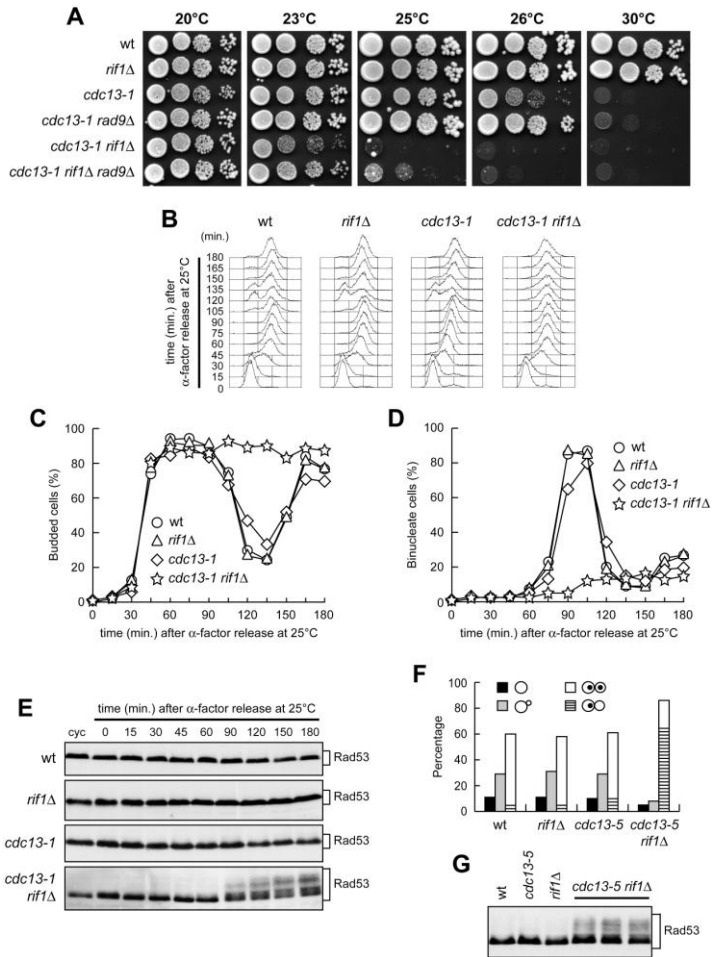 A
20°C 23°C 25°C 26°C 30°C
wt
rif1Δ
cdc13-1
cdc13-1 rad9Δ
cdc13-1 rif1Δ
cdc13-1 rif1Δ rad9Δ
B
wt rif1Δ cdc13-1 cdc13-1 rif1Δ
(min.)
time (min.) after
α-factor release at 25°C
180
165
150
135
120
105
90
75
60
45
30
15
0
C
Budded cells (%)
100
80
60
40
20
0
wt
rif1Δ
cdc13-1
cdc13-1 rif1Δ
0 30 60 90 120 150 180
time (min.) after α-factor release at 25°C
D
Binucleate cells (%)
100
80
60
40
20
0
wt
rif1Δ
cdc13-1
cdc13-1 rif1Δ
0 30 60 90 120 150 180
time (min.) after α-factor release at 25°C
E
time (min.) after α-factor release at 25°C
cyc 0 15 30 45 60 90 120 150 180
wt Rad53
rif1Δ Rad53
cdc13-1 Rad53
cdc13-1
rif1Δ
Rad53
F
Percentage
100
80
60
40
20
0
wt rif1Δ cdc13-5 cdc13-5
rif1Δ
G
wt cdc13-5 rif1Δ cdc13-5 rif1Δ
Rad53